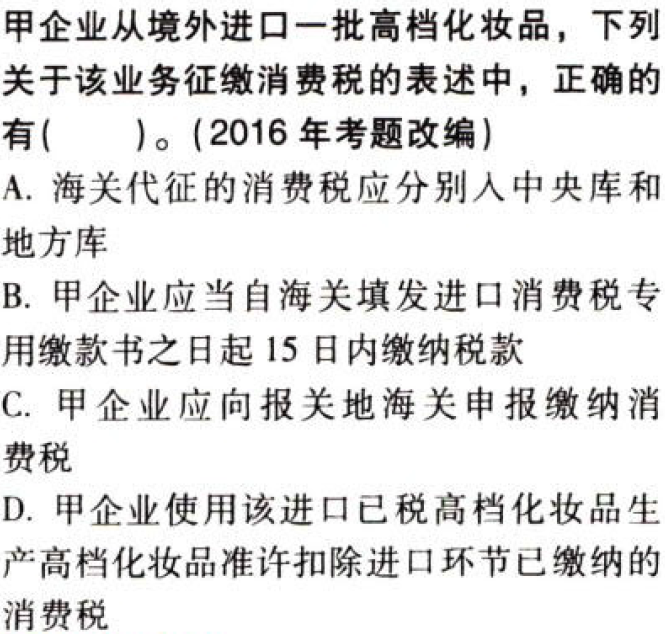 甲企业从境外进口一批高档化妆品，下列
关于该业务征缴消费税的表述中，正确的
有(　　)。(2016 年考题改编)
A. 海关代征的消费税应分别入中央库和
地方库
B. 甲企业应当自海关填发进口消费税专
用缴款书之日起 15 日内缴纳税款
C. 甲企业应向报关地海关申报缴纳消
费税
D. 甲企业使用该进口已税高档化妆品生
产高档化妆品准许扣除进口环节已缴纳的
消费税